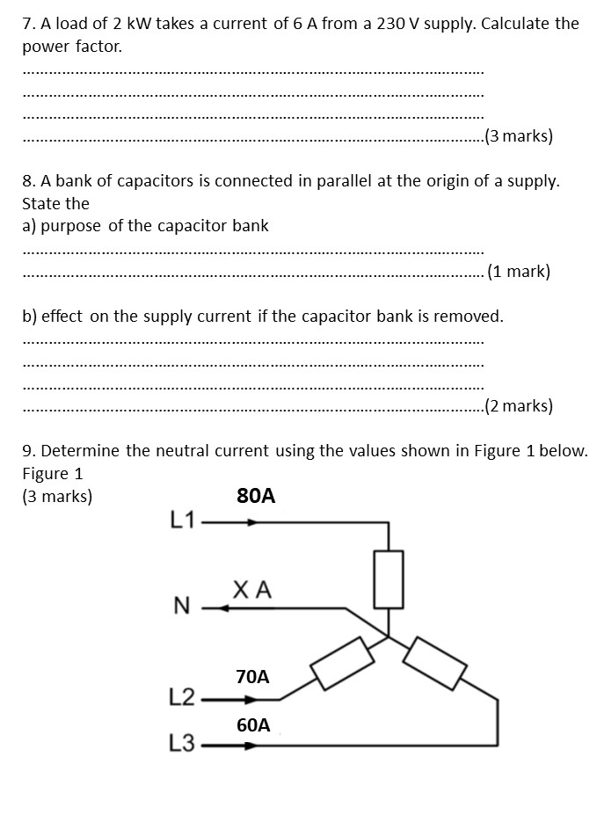 7. A load of 2 kW takes a current of 6 A from a 230 V supply. Calculate the
power factor.
................................................................................................
................................................................................................
................................................................................................
................................................................................................(3 marks)
8. A bank of capacitors is connected in parallel at the origin of a supply.
State the
a) purpose of the capacitor bank
................................................................................................
................................................................................................ (1 mark)
b) effect on the supply current if the capacitor bank is removed.
................................................................................................
................................................................................................
................................................................................................
................................................................................................(2 marks)
9. Determine the neutral current using the values shown in Figure 1 below.
Figure 1
(3 marks)
80A
L1
X A
N
70A
L2
60A
L3